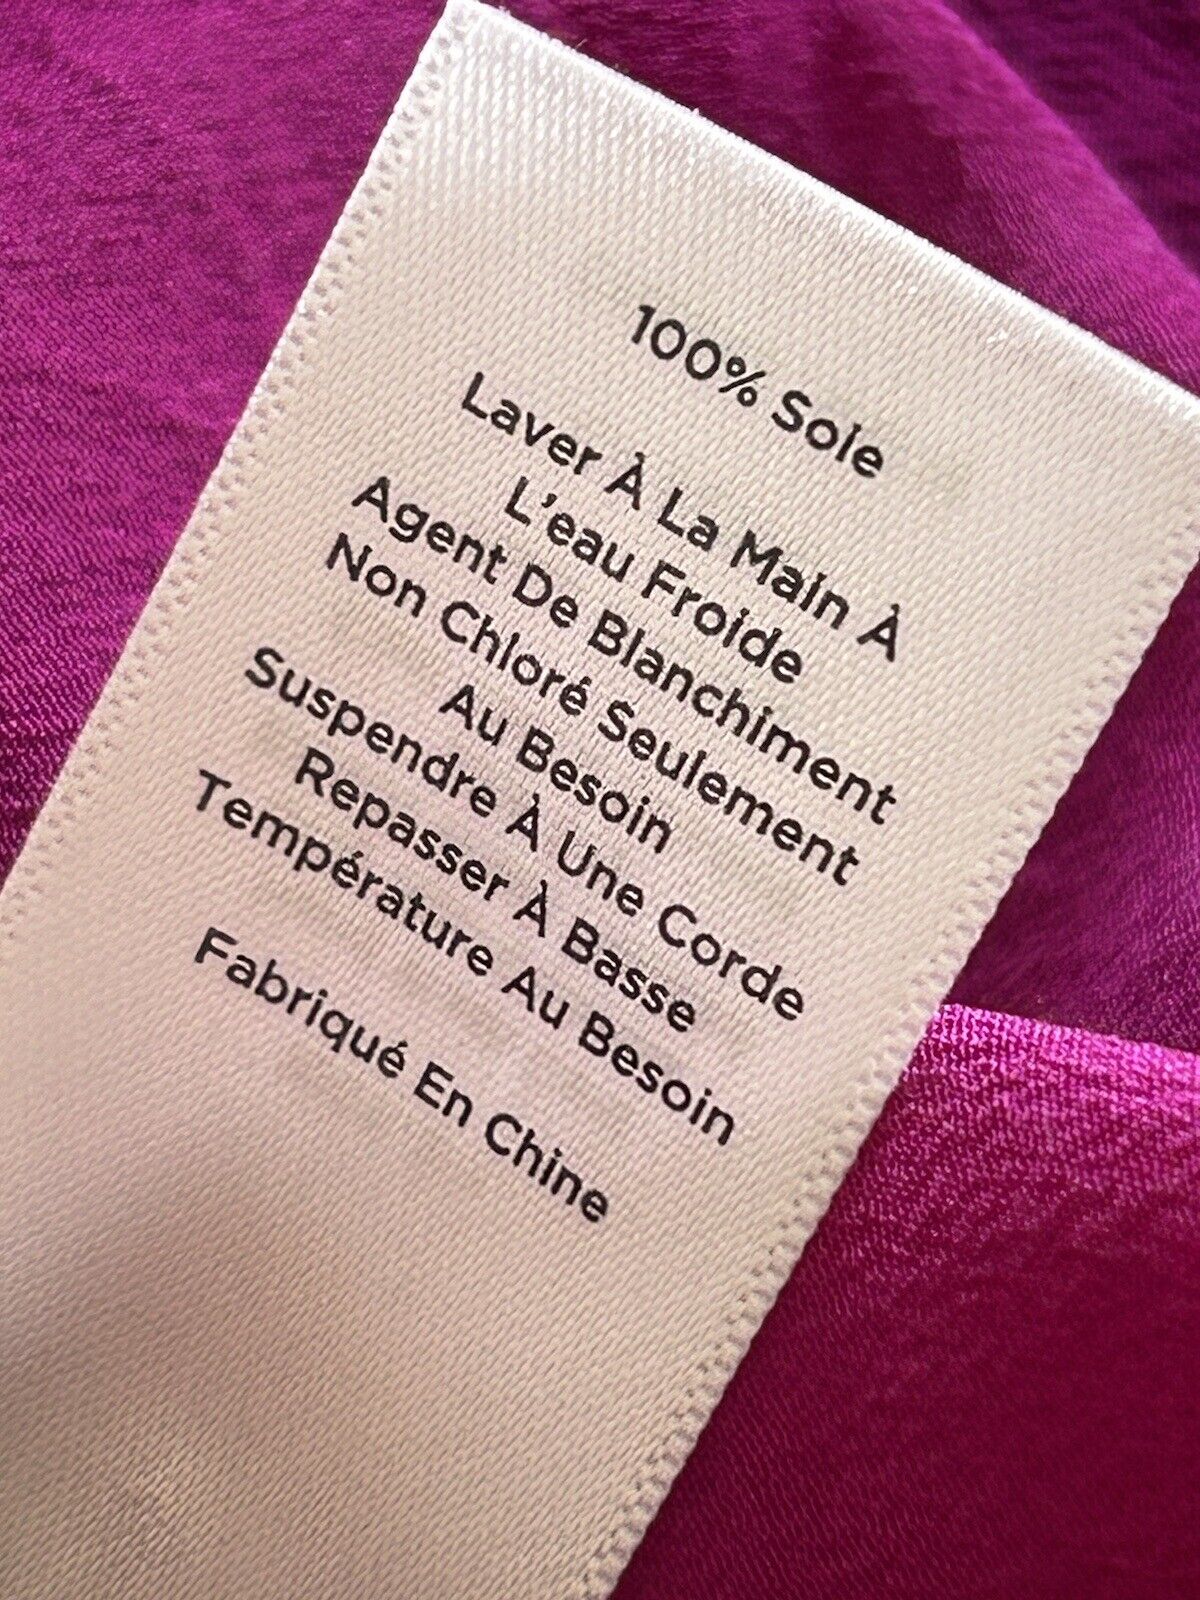 100% Soie
Laver À La Main À
L'eau Froide
Agent De Blanchiment
Non Chloré Seulement
Au Besoin
Suspendre À Une Corde
Repasser À Basse
Température Au Besoin
Fabriqué En Chine